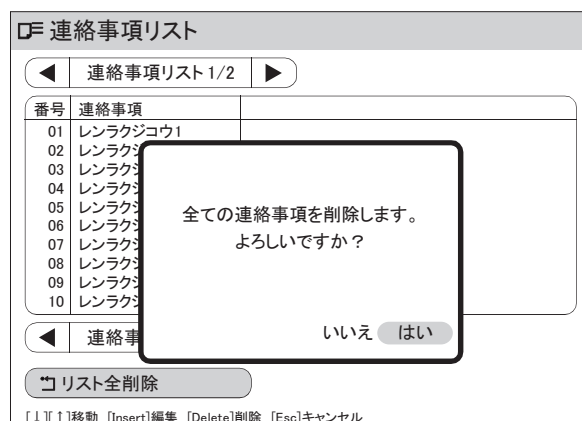 連絡事項リスト
連絡事項リスト 1/2
番号 連絡事項
01 レンラクジコウ1
02 レンラクジ
03 レンラクジ
04 レンラクジ
05 レンラクジ
06 レンラクジ
07 レンラクジ
08 レンラクジ
09 レンラクジ
10 レンラクジ
全ての連絡事項を削除します。
よろしいですか？
いいえ はい
連絡事
リスト全削除
[↓][↑]移動 [Insert]編集 [Delete]削除 [Esc]キャンセル